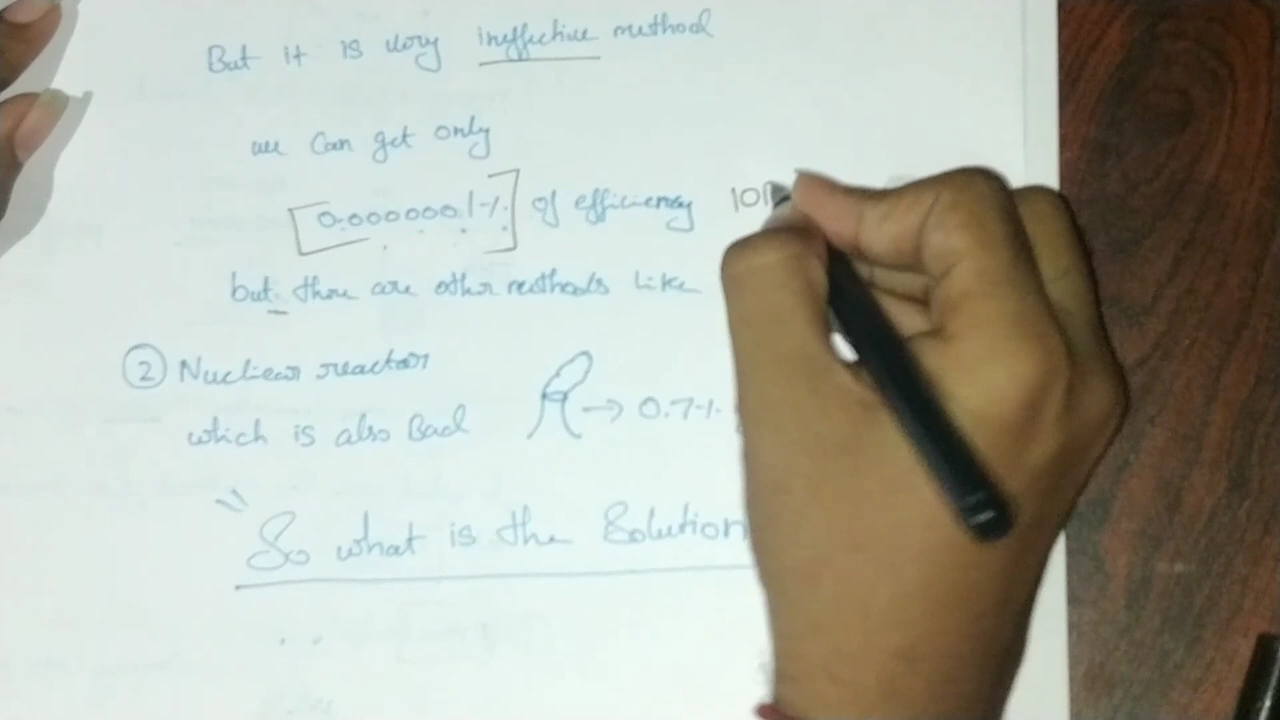 But it is very ineffective method
we can get only
0.000000.1-%. of efficiency 10
but there are other methods like
② Nuclear reactor
which is also Bad → 0.7%
"So what is the Solution